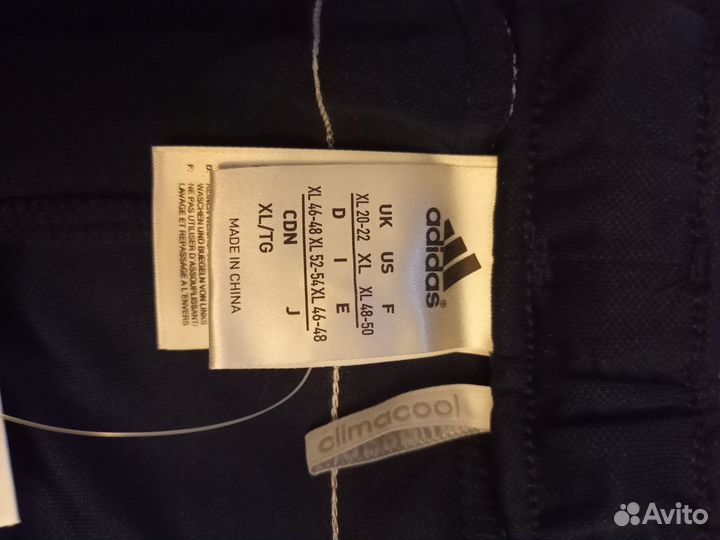 adidas®
UK US F
XL 20-22 XL XL 48-50
D I E
XL 46-48 XL 52-54 XL 46-48
CDN J
XL/TG
MADE IN CHINA
WASCHEN UND BUEGELN VON LINKS
F: NE PAS UTILISER D'ASSOUPLISSANT/
LAVAGE ET REPASSAGE A L'ENVERS
climacool
Avito